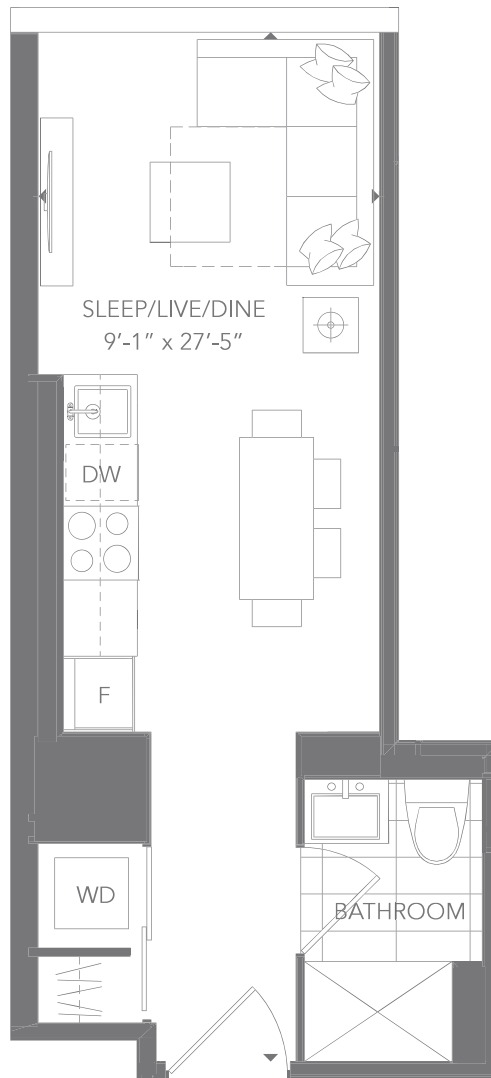 SLEEP/LIVE/DINE
9’-1” x 27’-5”
DW
F
WD
BATHROOM